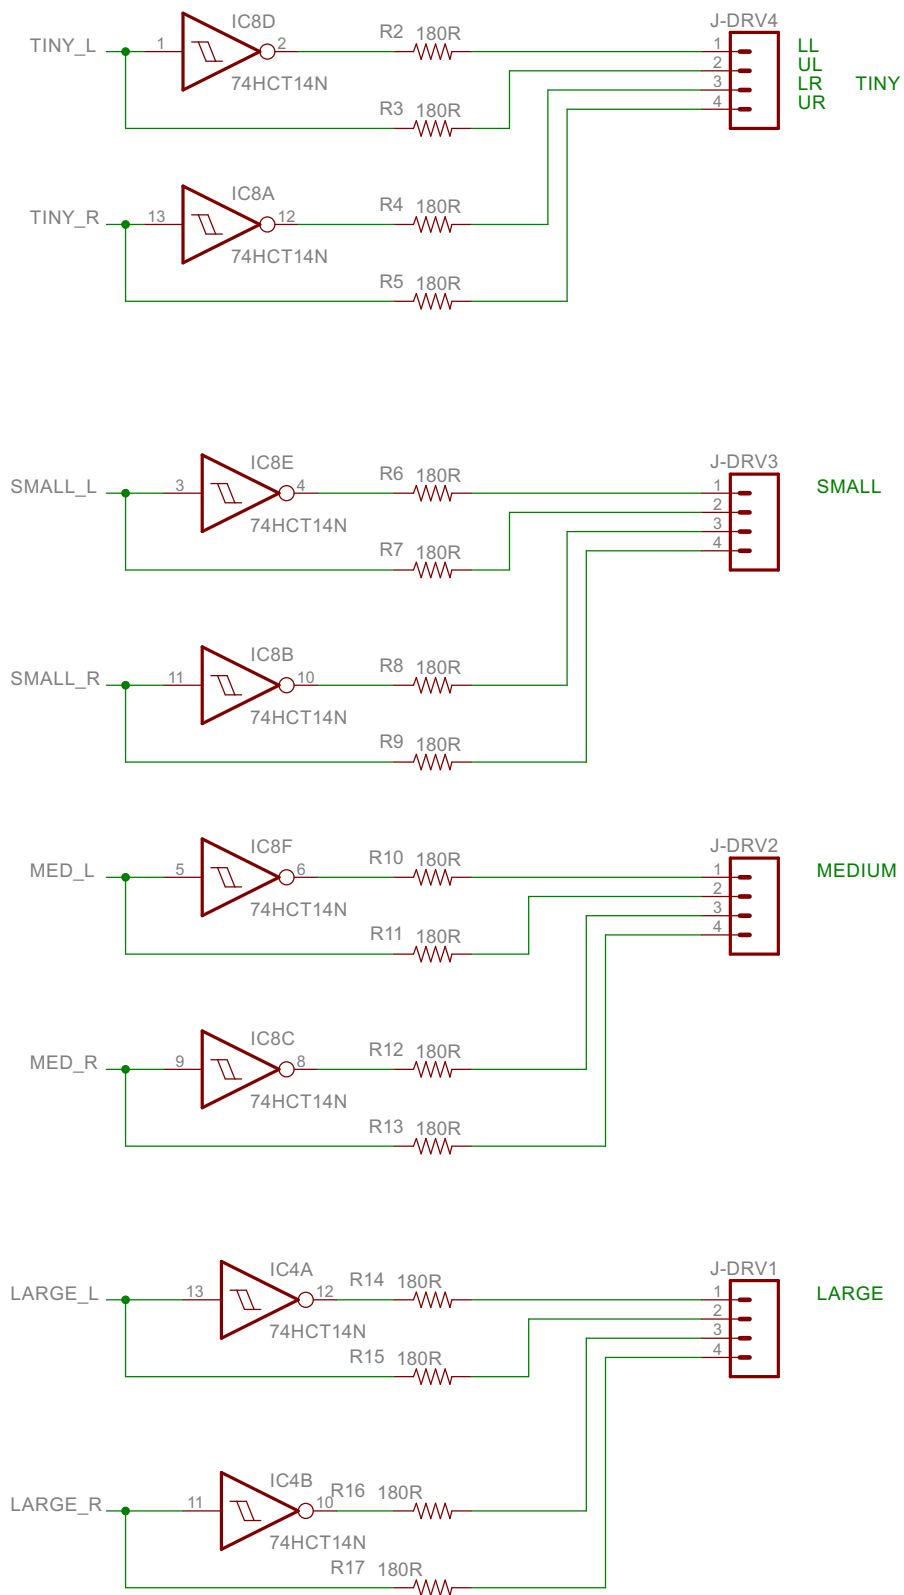 IC8D
J-DRV4
TINY_L 1 2 R2 180R 1 LL
2 UL
3 LR TINY
4 UR
74HCT14N
R3 180R
IC8A
TINY_R 13 12 R4 180R
74HCT14N
R5 180R
IC8E
J-DRV3
SMALL_L 3 4 R6 180R 1 SMALL
2
3
4
74HCT14N
R7 180R
IC8B
SMALL_R 11 10 R8 180R
74HCT14N
R9 180R
IC8F
J-DRV2
MED_L 5 6 R10 180R 1 MEDIUM
2
3
4
74HCT14N
R11 180R
IC8C
MED_R 9 8 R12 180R
74HCT14N
R13 180R
IC4A
J-DRV1
LARGE_L 13 12 R14 180R 1 LARGE
2
3
4
74HCT14N
R15 180R
IC4B
LARGE_R 11 10 R16 180R
74HCT14N
R17 180R